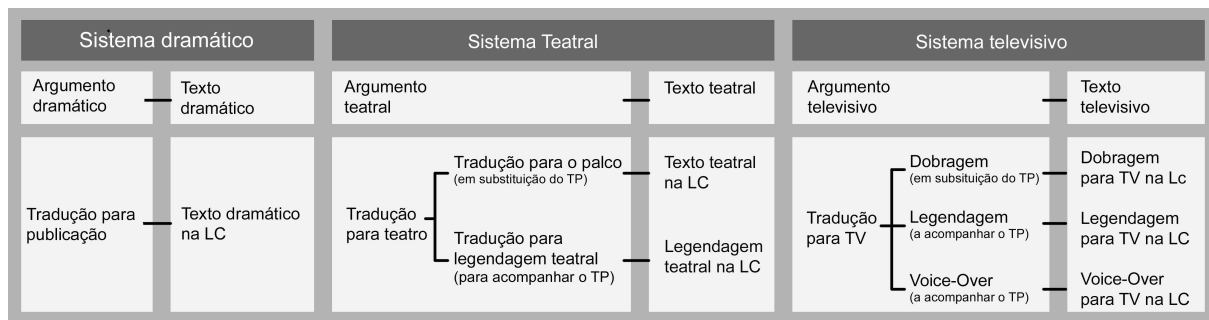 Sistema dramático
Argumento
dramático
Texto
dramático
Tradução para
publicação
Texto dramático
na LC
Sistema Teatral
Argumento
teatral
Texto teatral
Tradução
para teatro
Tradução para o palco
(em substituição do TP)
Texto teatral
na LC
Tradução para
legendagem teatral
(para acompanhar o TP)
Legendagem
teatral na LC
Sistema televisivo
Argumento
televisivo
Texto
televisivo
Tradução
para TV
Dobragem
(em subsituição do TP)
Dobragem
para TV na Lc
Legendagem
(a acompanhar o TP)
Legendagem
para TV na LC
Voice-Over
(a acompanhar o TP)
Voice-Over
para TV na LC